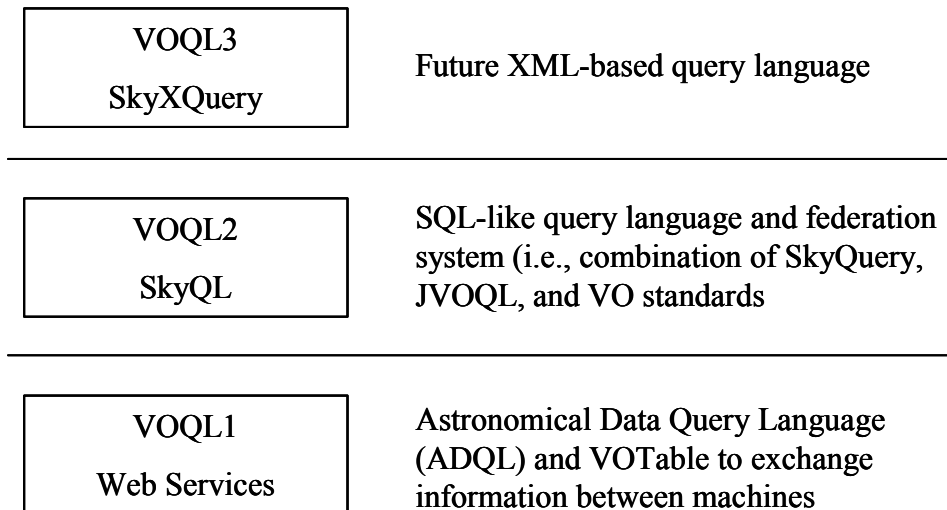 VOQL3
SkyXQuery
Future XML-based query language
VOQL2
SkyQL
SQL-like query language and federation
system (i.e., combination of SkyQuery,
JVOQL, and VO standards
VOQL1
Web Services
Astronomical Data Query Language
(ADQL) and VOTable to exchange
information between machines